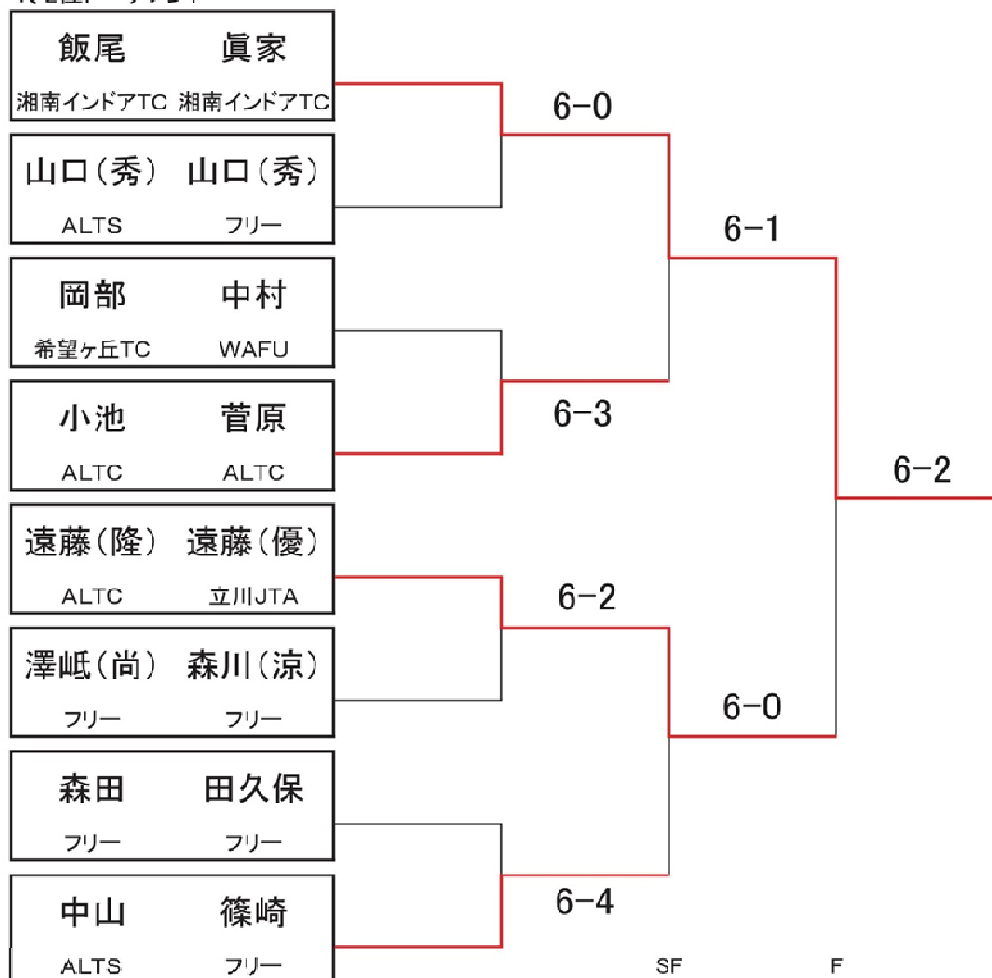 飯尾 眞家
湘南インドアTC 湘南インドアTC
6-0
山口(秀) 山口(秀)
ALTS フリー
6-1
岡部 中村
希望ヶ丘TC WAFU
小池 菅原
ALTC ALTC
6-3
6-2
遠藤(隆) 遠藤(優)
ALTC 立川JTA
6-2
澤岻(尚) 森川(涼)
フリー フリー
6-0
森田 田久保
フリー フリー
中山 篠崎
6-4
ALTS フリー
SF F